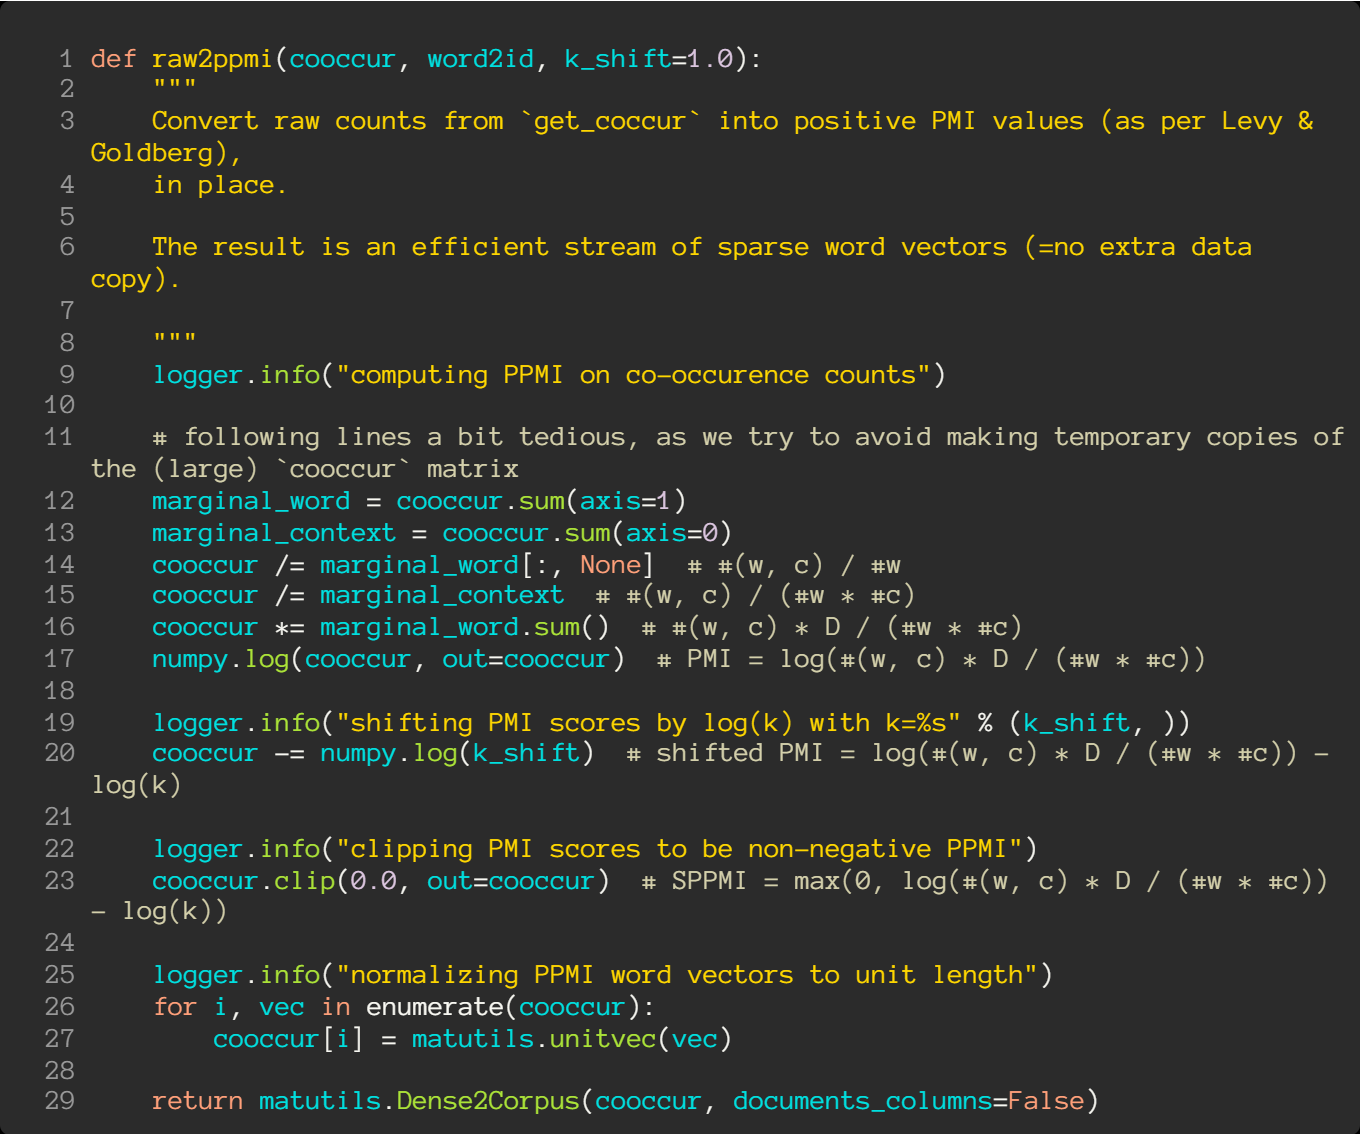 1 def raw2ppmi(cooccur, word2id, k_shift=1.0):
2     """
3     Convert raw counts from `get_coccur` into positive PMI values (as per Levy &
Goldberg),
4     in place.
5
6     The result is an efficient stream of sparse word vectors (=no extra data
copy).
7
8     """
9     logger.info("computing PPMI on co-occurence counts")
10
11     # following lines a bit tedious, as we try to avoid making temporary copies of
the (large) `cooccur` matrix
12     marginal_word = cooccur.sum(axis=1)
13     marginal_context = cooccur.sum(axis=0)
14     cooccur /= marginal_word[:, None]  # #(w, c) / #w
15     cooccur /= marginal_context  # #(w, c) / (#w * #c)
16     cooccur *= marginal_word.sum()  # #(w, c) * D / (#w * #c)
17     numpy.log(cooccur, out=cooccur)  # PMI = log(#(w, c) * D / (#w * #c))
18
19     logger.info("shifting PMI scores by log(k) with k=%s" % (k_shift, ))
20     cooccur -= numpy.log(k_shift)  # shifted PMI = log(#(w, c) * D / (#w * #c)) -
log(k)
21
22     logger.info("clipping PMI scores to be non-negative PPMI")
23     cooccur.clip(0.0, out=cooccur)  # SPPMI = max(0, log(#(w, c) * D / (#w * #c))
- log(k))
24
25     logger.info("normalizing PPMI word vectors to unit length")
26     for i, vec in enumerate(cooccur):
27         cooccur[i] = matutils.unitvec(vec)
28
29     return matutils.Dense2Corpus(cooccur, documents_columns=False)